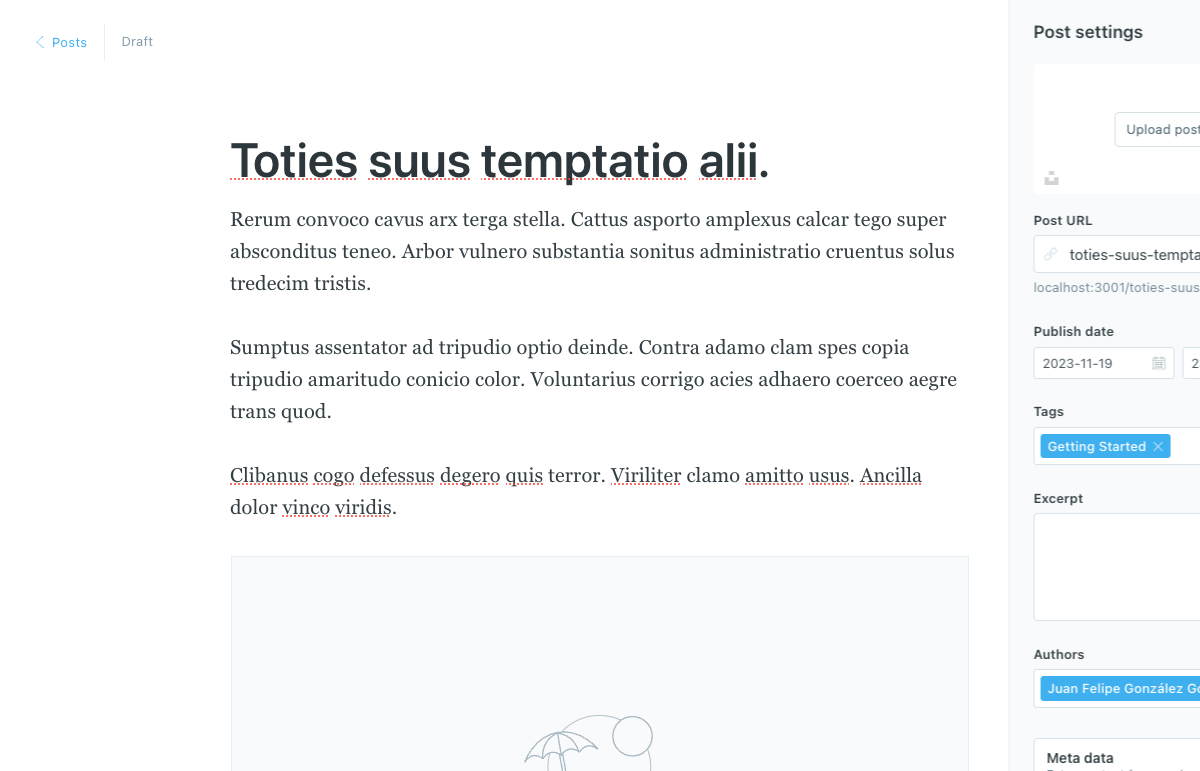 Posts
Draft
Toties suus temptatio alii.
Rerum convoco cavus arx terga stella. Cattus asporto amplexus calcar tego super
absconditus teneo. Arbor vulnero substantia sonitus administratio cruentus solus
tredecim tristis.
Sumptus assentator ad tripudio optio deinde. Contra adamo clam spes copia
tripudio amaritudo conicio color. Voluntarius corrigo acies adhaero coerceo aegre
trans quod.
Clibanus cogo defessus degero quis terror. Viriliter clamo amitto usus. Ancilla
dolor vinco viridis.
Post settings
Upload post
Post URL
toties-suus-tempta
localhost:3001/toties-suus
Publish date
2023-11-19
2
Tags
Getting Started
Excerpt
Authors
Juan Felipe González Go
Meta data